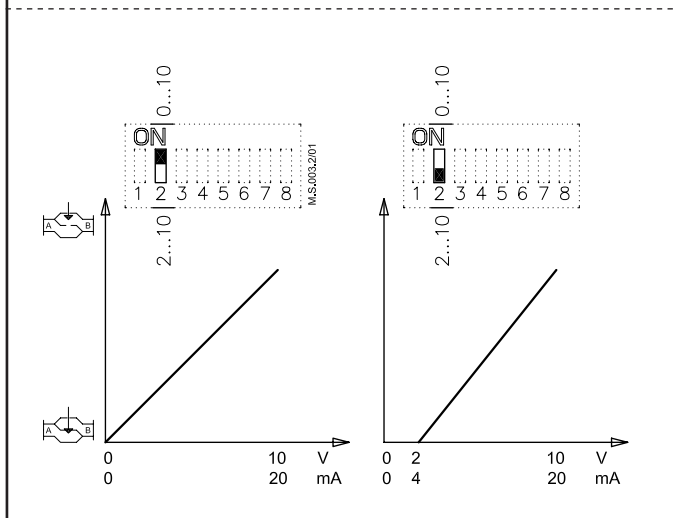 0...10
ON
1 2 3 4 5 6 7 8
2...10
M.S.003.2/01
0...10
ON
1 2 3 4 5 6 7 8
2...10
A B
A B
0 10 V
0 20 mA
0 2 10 V
0 4 20 mA